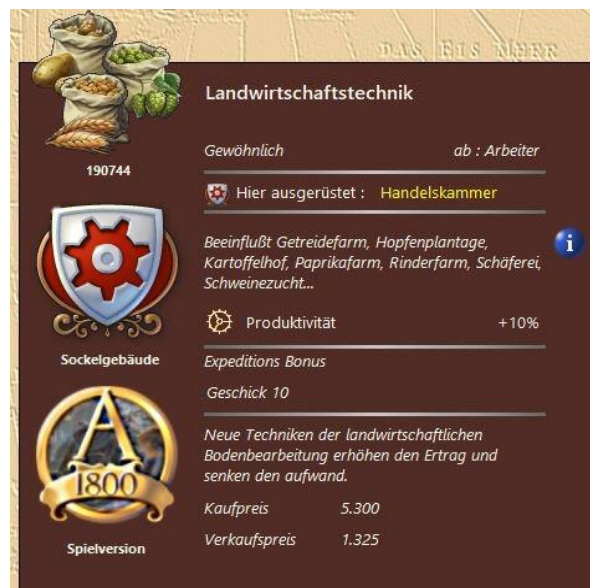 DAS EIS MEER
Landwirtschaftstechnik
Gewöhnlich ab : Arbeiter
190744
Hier ausgerüstet : Handelskammer
Beeinflußt Getreidefarm, Hopfenplantage,
Kartoffelhof, Paprikafarm, Rinderfarm, Schäferei,
Schweinezucht...
i
Produktivität +10%
Sockelgebäude
Expeditions Bonus
Geschick 10
Neue Techniken der landwirtschaftlichen
Bodenbearbeitung erhöhen den Ertrag und
senken den aufwand.
A
1800
Kaufpreis 5.300
Verkaufspreis 1.325
Spielversion